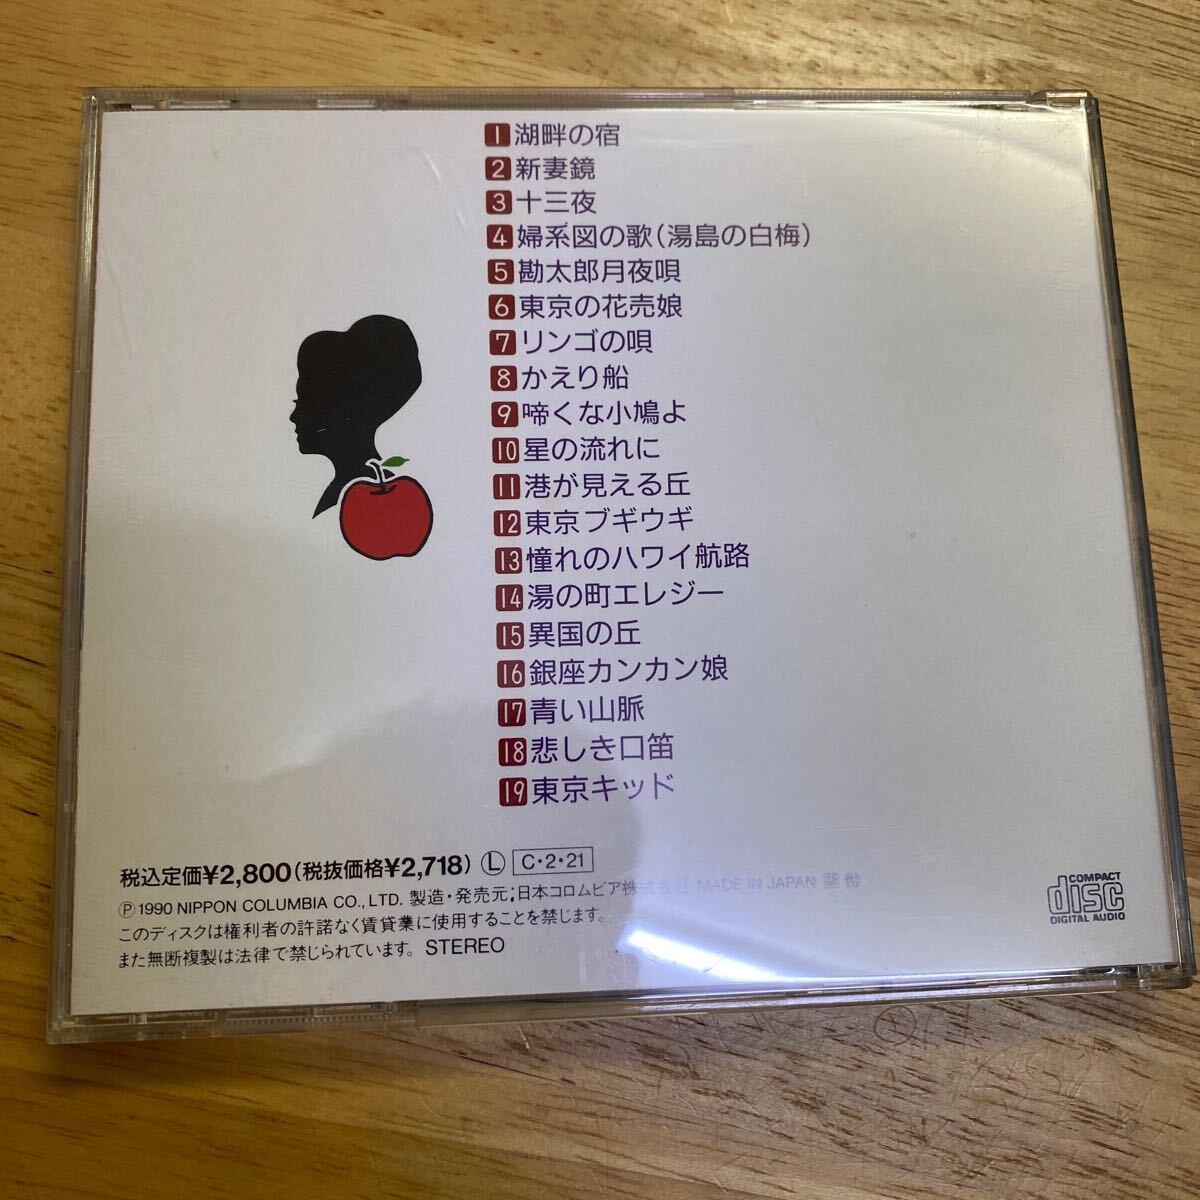 1 湖畔の宿
2 新妻鏡
3 十三夜
4 婦系図の歌(湯島の白梅)
5 勘太郎月夜唄
6 東京の花売娘
7 リンゴの唄
8 かえり船
9 啼くな小鳩よ
10 星の流れに
11 港が見える丘
12 東京ブギウギ
13 憧れのハワイ航路
14 湯の町エレジー
15 異国の丘
16 銀座カンカン娘
17 青い山脈
18 悲しき口笛
19 東京キッド
税込定価¥2,800(税抜価格¥2,718) Ⓛ C・2・21
Ⓟ 1990 NIPPON COLUMBIA CO., LTD. 製造・発売元;日本コロムビア株式会社 MADE IN JAPAN
このディスクは権利者の許諾なく賃貸業に使用することを禁じます。
また無断複製は法律で禁じられています。 STEREO
COMPACT
disc
DIGITAL AUDIO